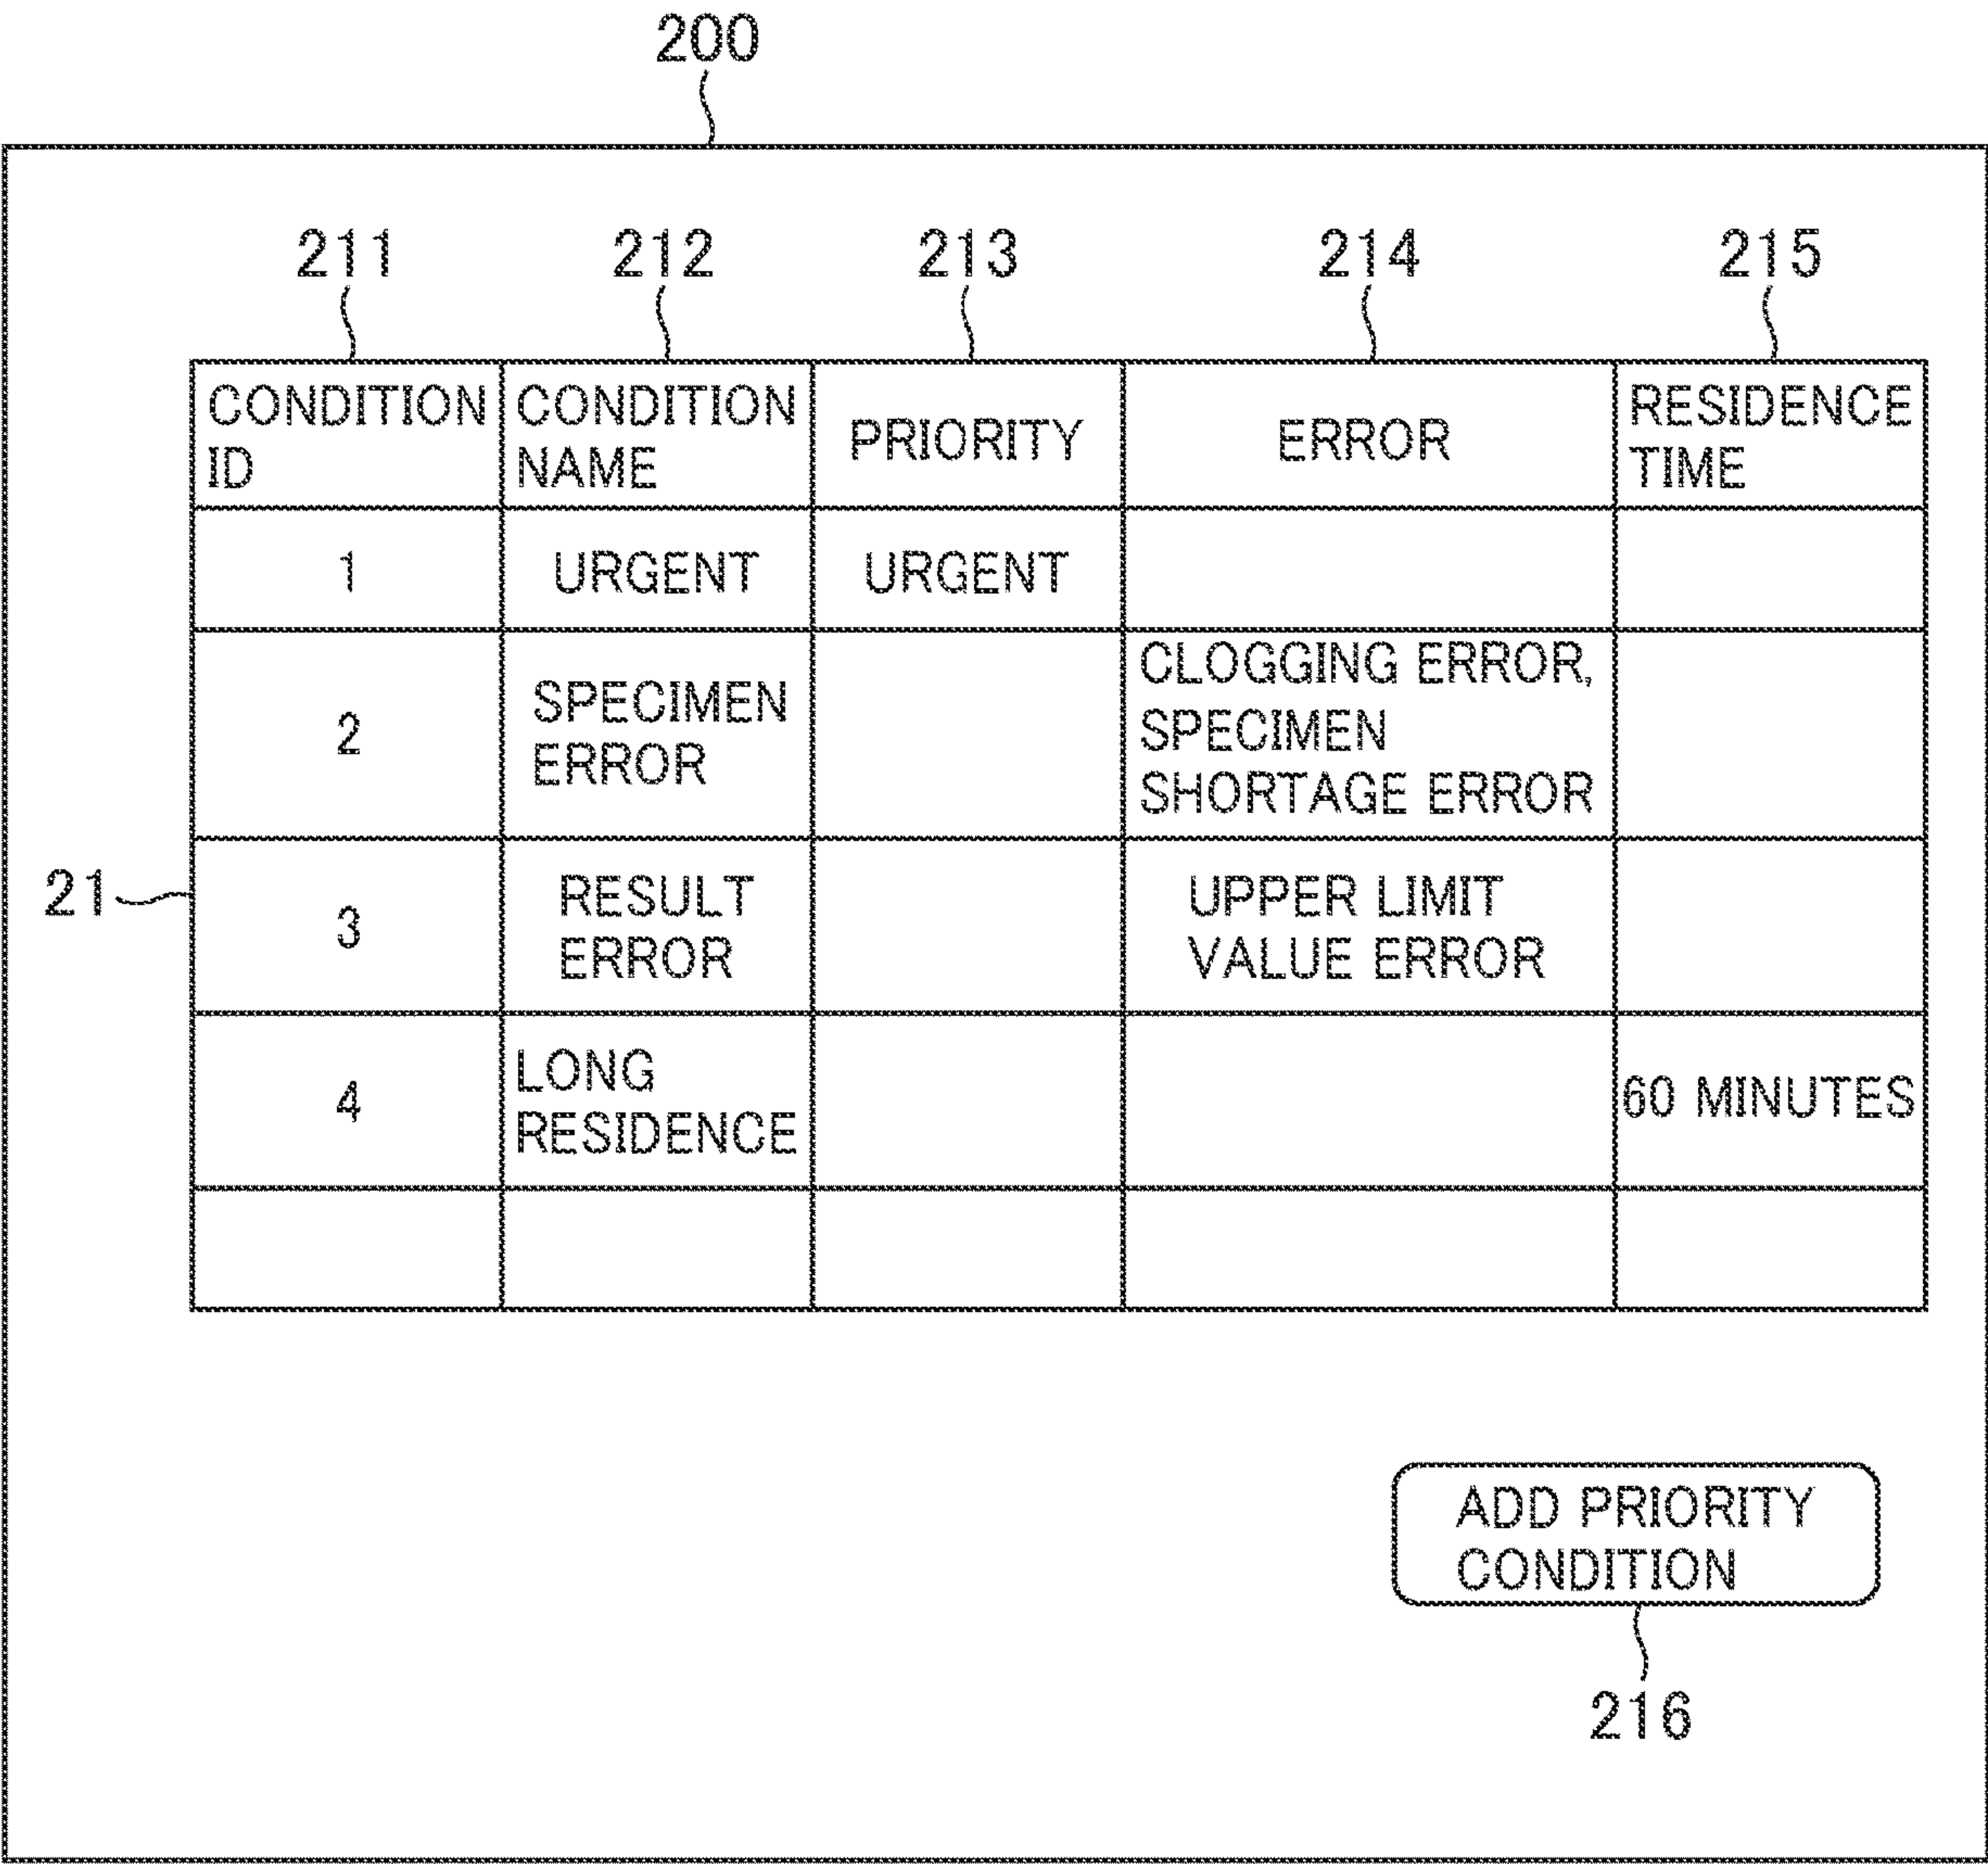 200
211 212 213 214 215
CONDITION ID CONDITION NAME PRIORITY ERROR RESIDENCE TIME
1 URGENT URGENT
2 SPECIMEN ERROR CLOGGING ERROR, SPECIMEN SHORTAGE ERROR
21
3 RESULT ERROR UPPER LIMIT VALUE ERROR
4 LONG RESIDENCE 60 MINUTES
ADD PRIORITY
CONDITION
216